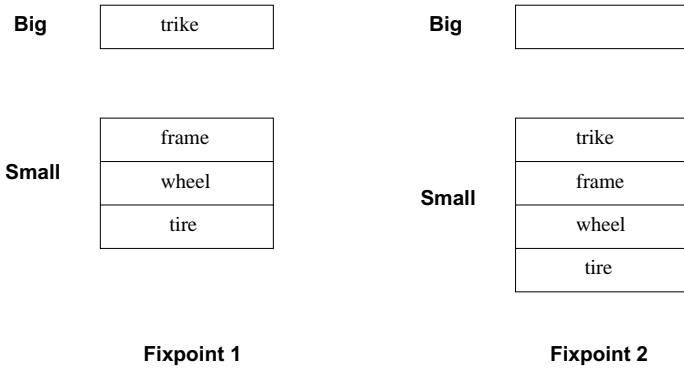 Big
trike
Small
frame
wheel
tire
Fixpoint 1
Big
Small
trike
frame
wheel
tire
Fixpoint 2